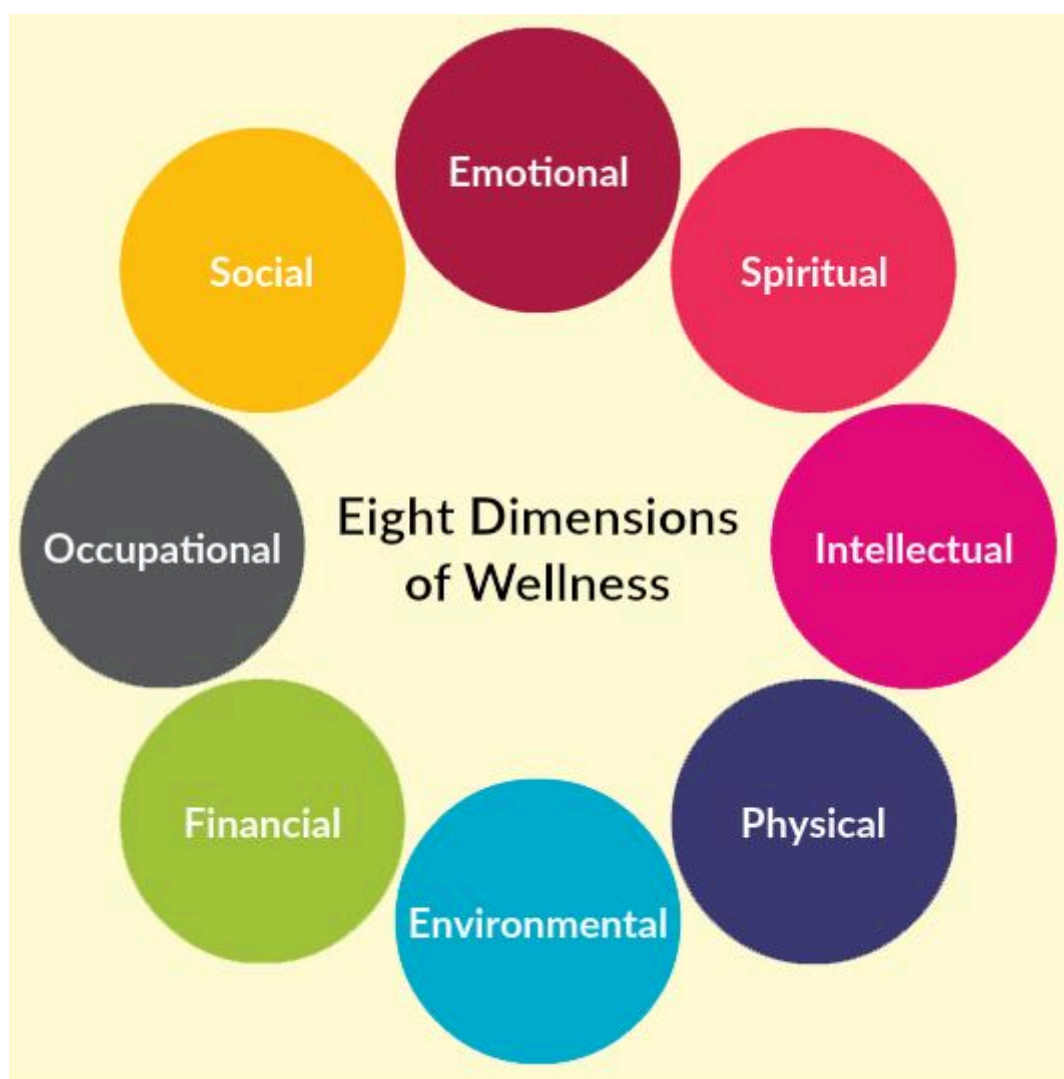 Emotional
Social
Spiritual
Occupational
Eight Dimensions
of Wellness
Intellectual
Financial
Physical
Environmental